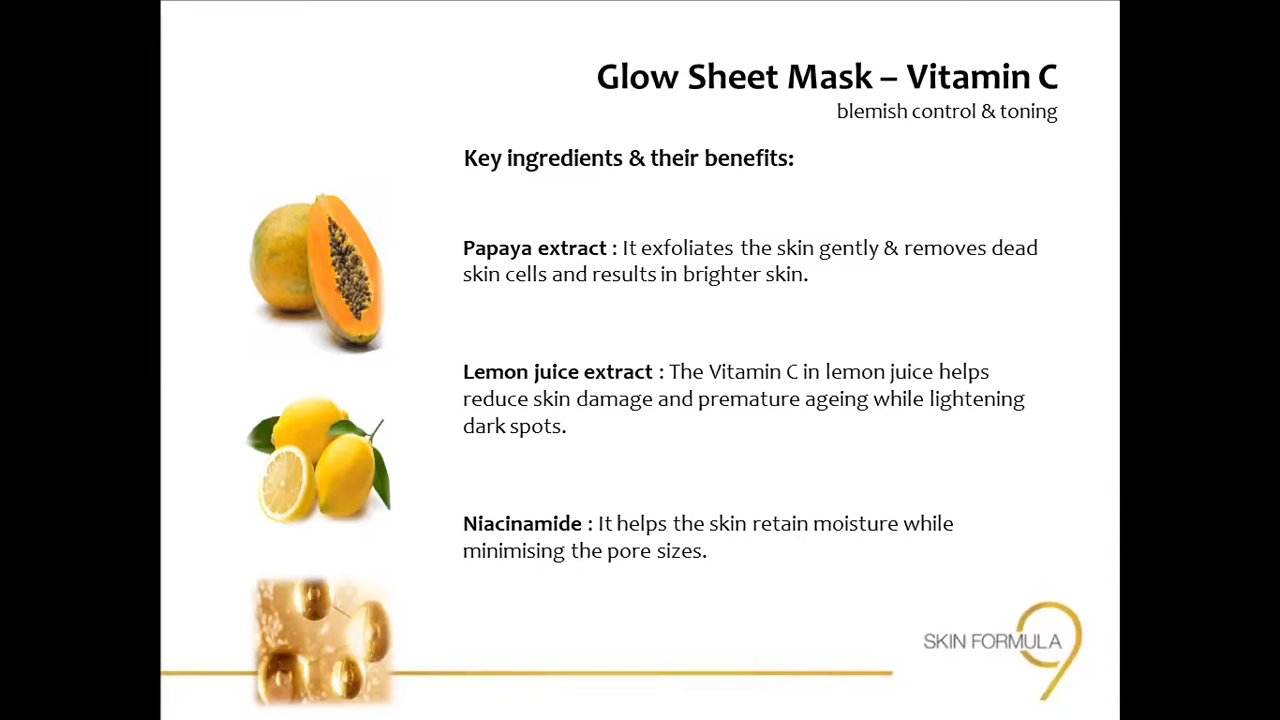 Glow Sheet Mask – Vitamin C
blemish control & toning
Key ingredients & their benefits:
Papaya extract : It exfoliates the skin gently & removes dead
skin cells and results in brighter skin.
Lemon juice extract : The Vitamin C in lemon juice helps
reduce skin damage and premature ageing while lightening
dark spots.
Niacinamide : It helps the skin retain moisture while
minimising the pore sizes.
SKIN FORMULA 9